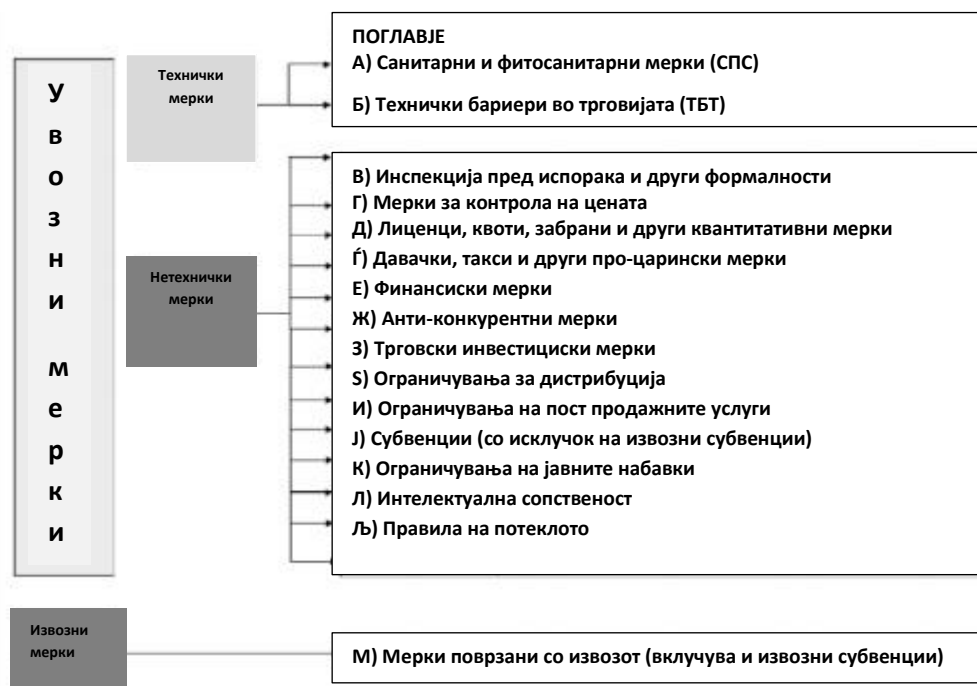 Увозни мерки
Технички
мерки
ПОГЛАВЈЕ
А) Санитарни и фитосанитарни мерки (СПС)
Б) Технички бариери во трговијата (ТБТ)
Нетехнички
мерки
В) Инспекција пред испорака и други формалности
Г) Мерки за контрола на цената
Д) Лиценци, квоти, забрани и други квантитативни мерки
Ѓ) Давачки, такси и други про-царински мерки
Е) Финансиски мерки
Ж) Анти-конкурентни мерки
З) Трговски инвестициски мерки
Ѕ) Ограничувања за дистрибуција
И) Ограничувања на пост продажните услуги
Ј) Субвенции (со исклучок на извозни субвенции)
К) Ограничувања на јавните набавки
Л) Интелектуална сопственост
Љ) Правила на потеклото
Извозни
мерки
М) Мерки поврзани со извозот (вклучува и извозни субвенции)